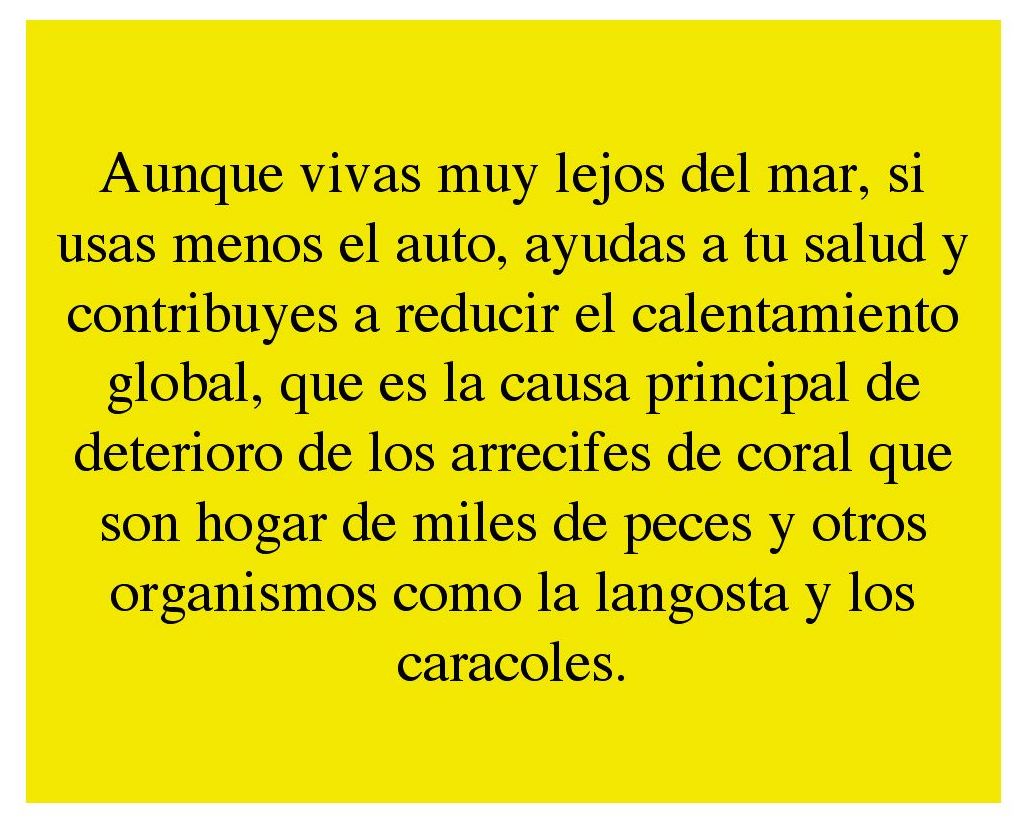 Aunque vivas muy lejos del mar, si
usas menos el auto, ayudas a tu salud y
contribuyes a reducir el calentamiento
global, que es la causa principal de
deterioro de los arrecifes de coral que
son hogar de miles de peces y otros
organismos como la langosta y los
caracoles.